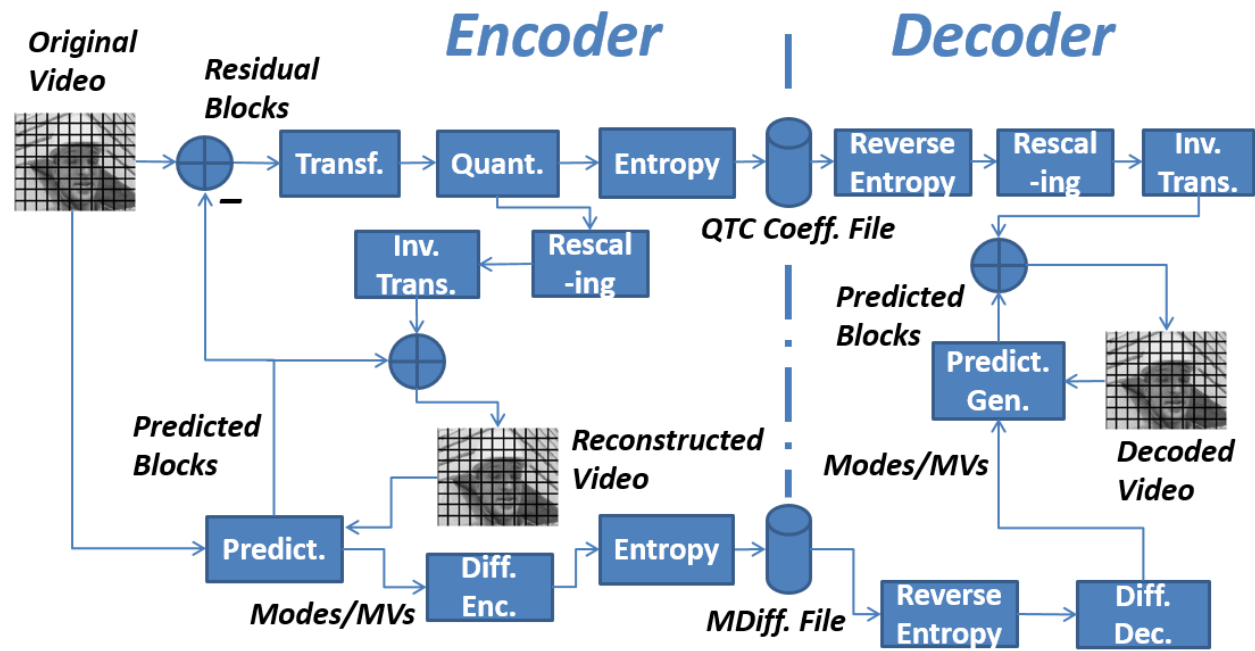 Encoder
Decoder
Original
Video
Residual
Blocks
Transf.
Quant.
Entropy
Reverse
Entropy
Rescal
-ing
Inv.
Trans.
–
QTC Coeff. File
Inv.
Trans.
Rescal
-ing
Predicted
Blocks
Predict.
Gen.
Predicted
Blocks
Reconstructed
Video
Modes/MVs
Decoded
Video
Predict.
Diff.
Enc.
Entropy
Modes/MVs
MDiff. File
Reverse
Entropy
Diff.
Dec.